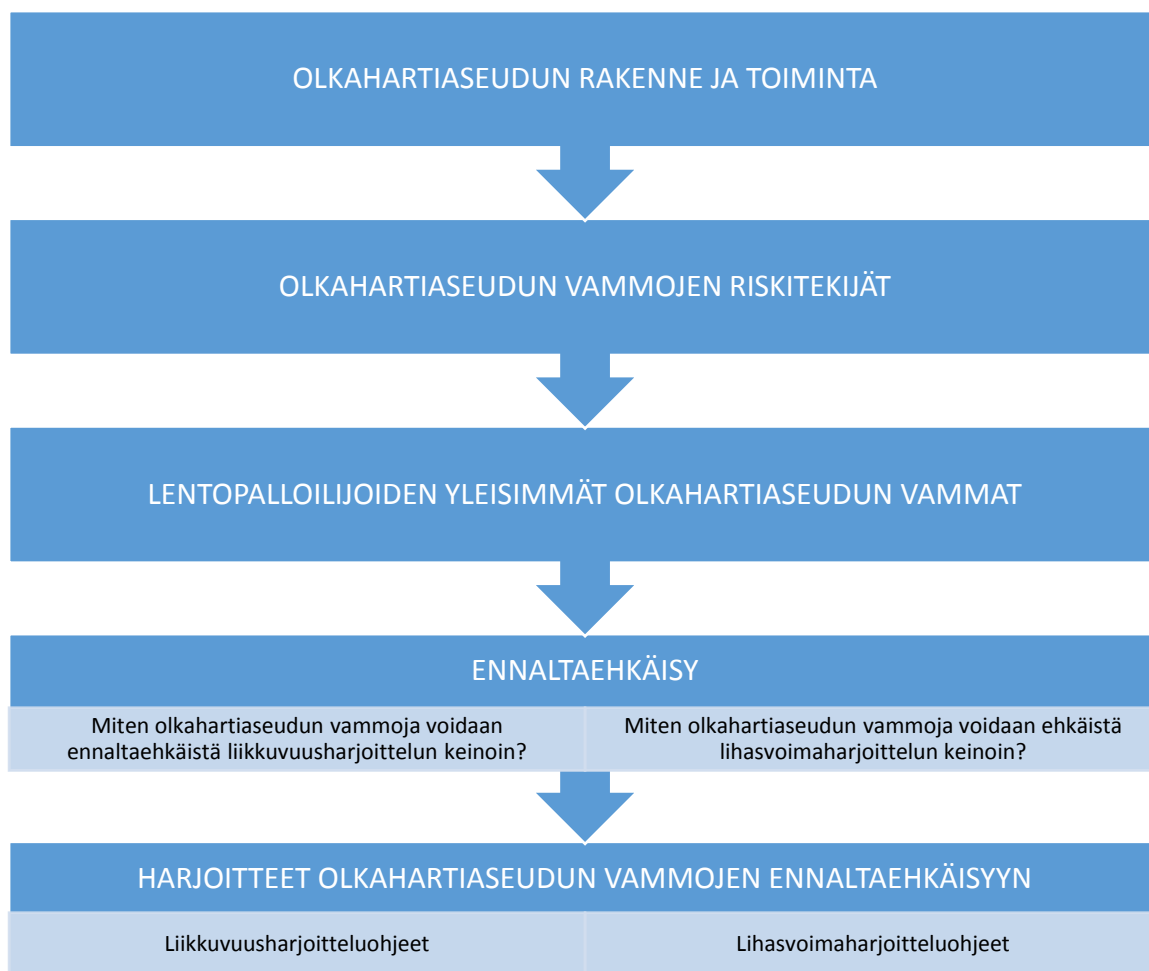 OLKAHARTIASEUDUN RAKENNE JA TOIMINTA
OLKAHARTIASEUDUN VAMMOJEN RISKITEKIJÄT
LENTOPALLOILIJOIDEN YLEISIMMÄT OLKAHARTIASEUDUN VAMMAT
ENNALTAEHKÄISY
Miten olkahartiaseudun vammoja voidaan
ennaltaehkäistä liikkuvuusharjoittelun keinoin?
Miten olkahartiaseudun vammoja voidaan ehkäistä
lihasvoimaharjoittelun keinoin?
HARJOITTEET OLKAHARTIASEUDUN VAMMOJEN ENNALTAEHKÄISYYN
Liikkuvuusharjoitteluohjeet
Lihasvoimaharjoitteluohjeet